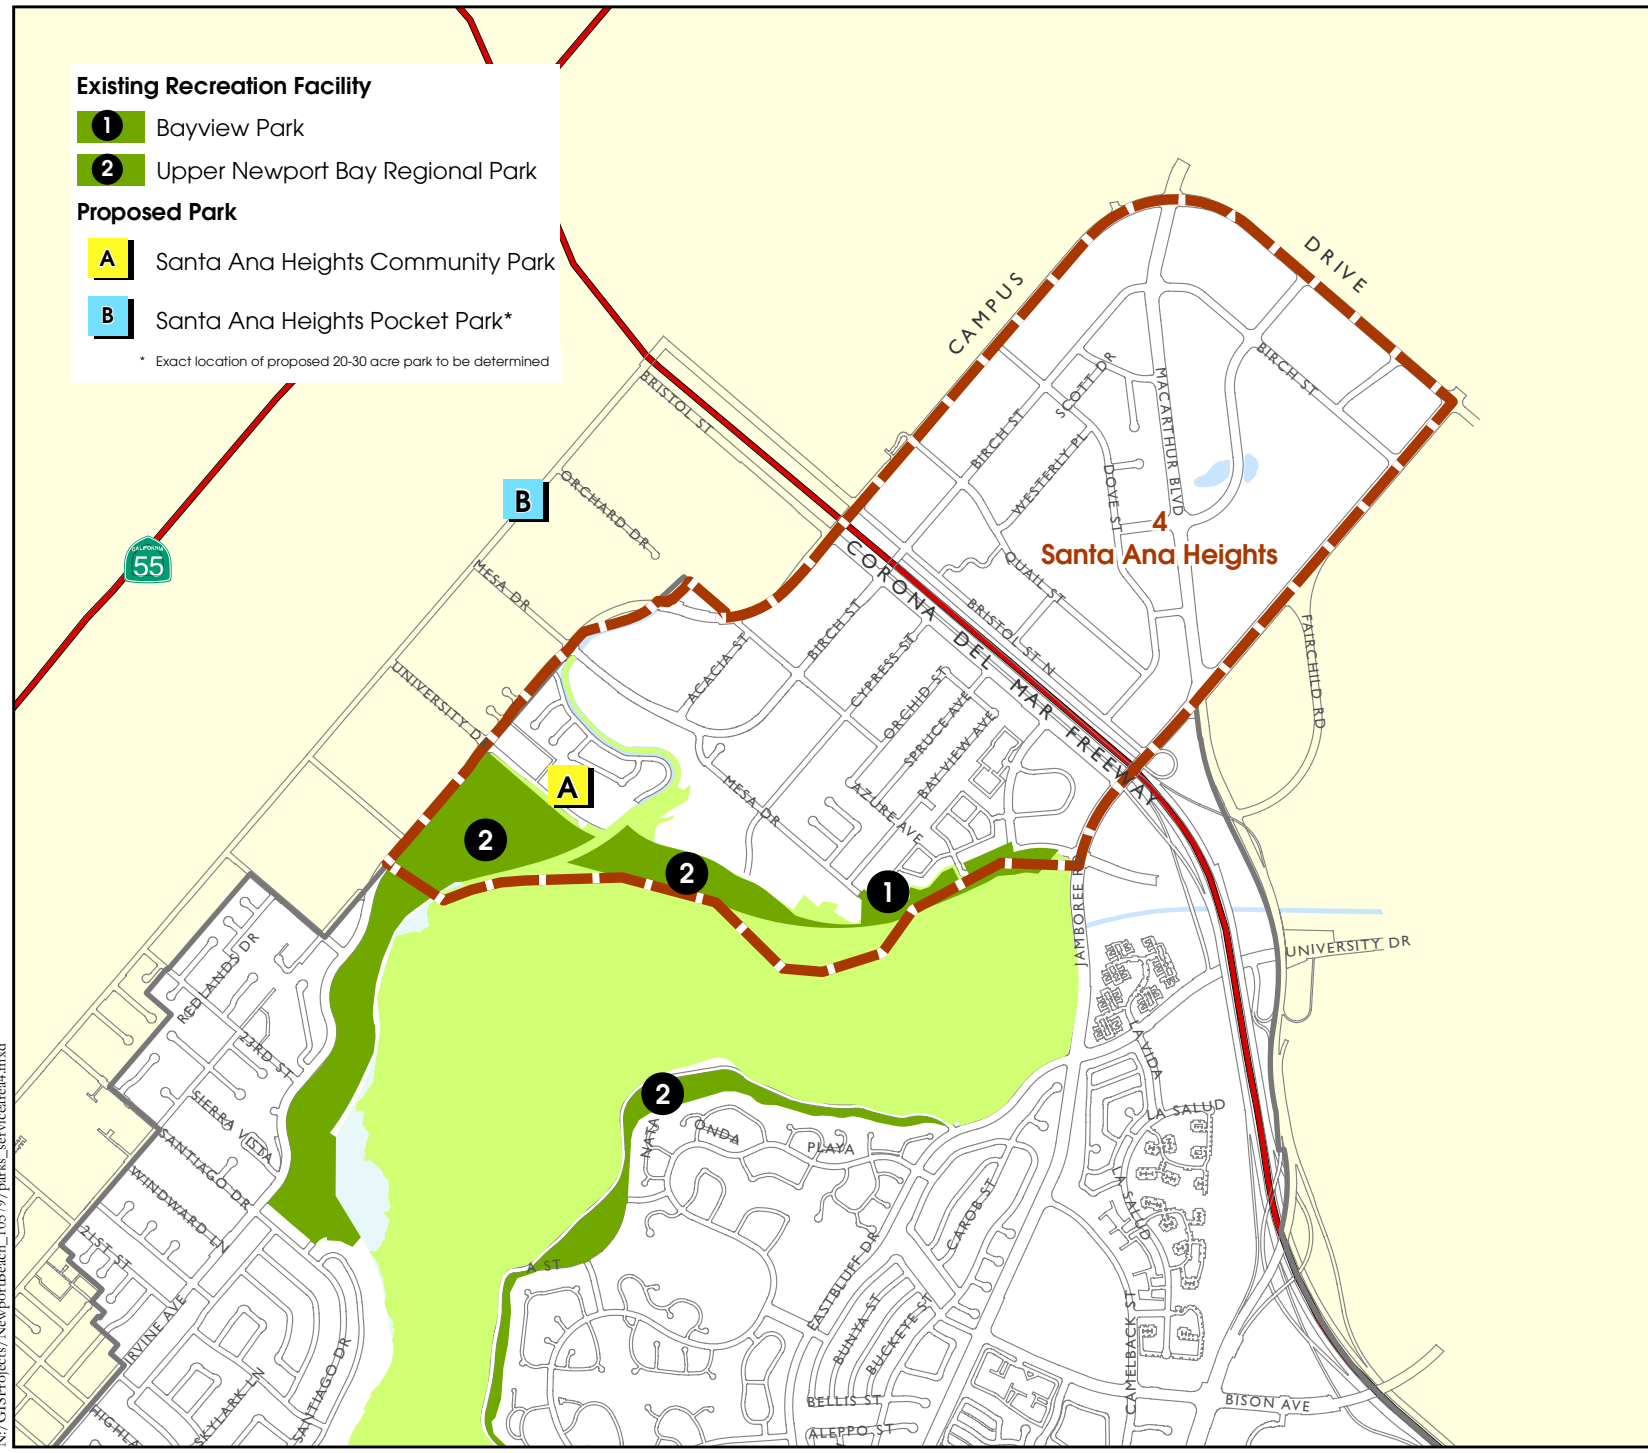 Existing Recreation Facility
1 Bayview Park
2 Upper Newport Bay Regional Park
Proposed Park
A Santa Ana Heights Community Park
B Santa Ana Heights Pocket Park*
* Exact location of proposed 20-30 acre park to be determined
CALIFORNIA
55
CAMPUS
DRIVE
BRISTOL ST
BIRCH ST
SCOTT DR
MACARTHUR BLVD
BIRCH ST
WESTERLY PL
DOVE ST
B
ORCHARD DR
4
Santa Ana Heights
MESA DR
CORONA DEL MAR FREEWAY
QUAIL ST
BRISTOL ST N
FAIRCHILD RD
BIRCH ST
ACACIA ST
CYPRESS ST
ORCHID ST
SPRUCE AVE
BAY VIEW AVE
UNIVERSITY DR
A
MESA DR
AZURE AVE
2
2
1
JAMBOREE RD
UNIVERSITY DR
REDLANDS DR
23RD ST
LA VIDA
2
SIERRA VISTA
NATA
ONDA
PLAYA
LA SALUD
SANTIAGO DR
WINDWARD LN
LA SALUD
CAROB ST
21ST ST
A ST
EASTBLUFF DR
IRVINE AVE
BUNYA ST
BUCKEYE ST
CAMELBACK ST
SANTIAGO DR
SKYLARK LN
BELLIS ST
BISON AVE
HIGHLA
ALEPPO ST